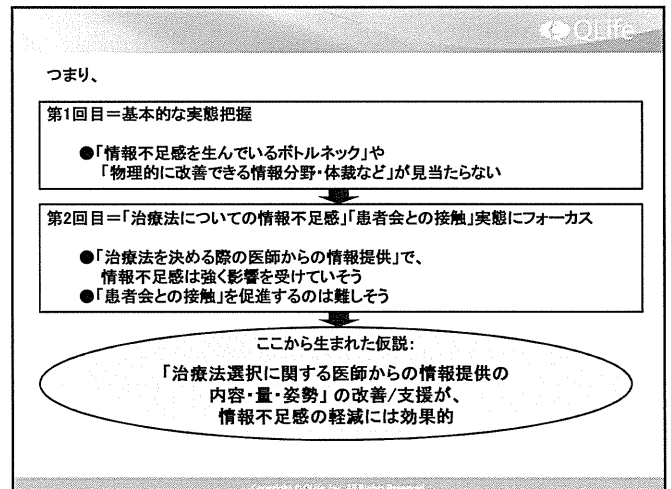 QLife
つまり、
第1回目=基本的な実態把握
●「情報不足感を生んでいるボトルネック」や
「物理的に改善できる情報分野・体裁など」が見当たらない
第2回目=「治療法についての情報不足感」「患者会との接触」実態にフォーカス
●「治療法を決める際の医師からの情報提供」で、
情報不足感は強く影響を受けていそう
●「患者会との接触」を促進するのは難しそう
ここから生まれた仮説:
「治療法選択に関する医師からの情報提供の
内容・量・姿勢」の改善/支援が、
情報不足感の軽減には効果的
Copyright © QLife, Inc. All Rights Reserved.